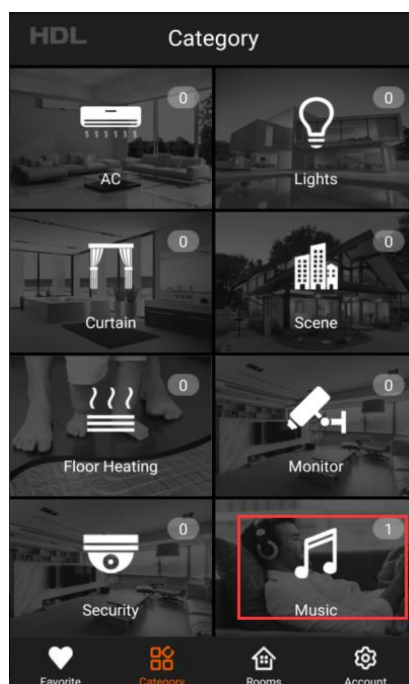 HDL
Category
0
0
AC
Lights
0
0
Curtain
Scene
0
0
Floor Heating
Monitor
0
1
Security
Music
Favorite
Category
Rooms
Account